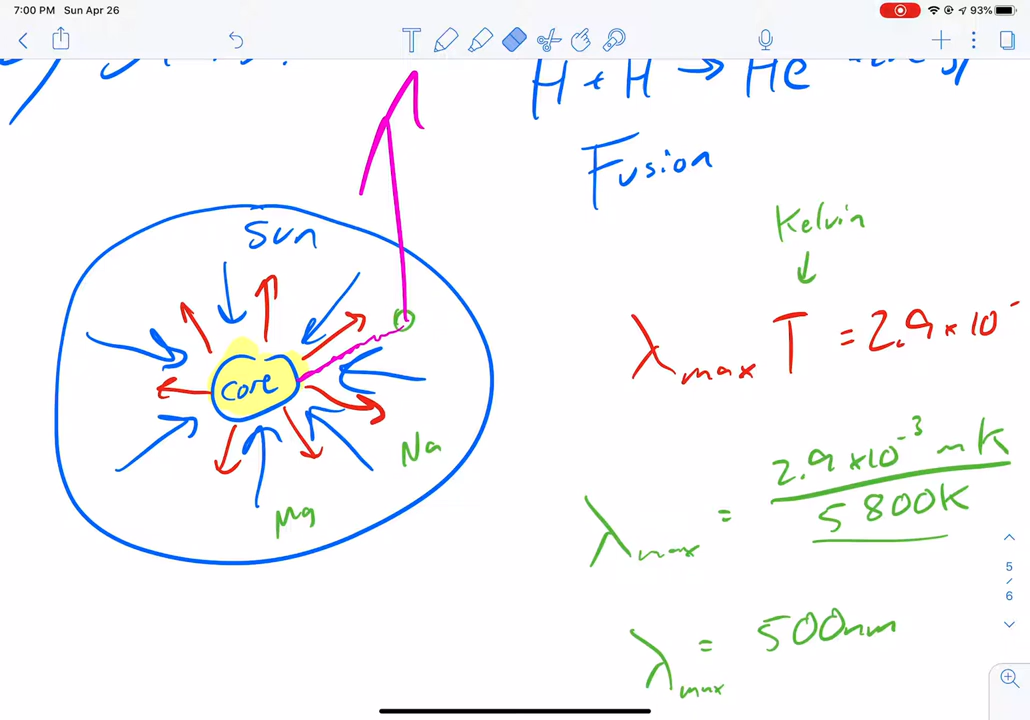 7:00 PM Sun Apr 26
93%
T
H + H → He
Fusion
Sun
Kelvin
↓
λmax T = 2.9 × 10⁻
core
Na
Mg
λmax = 2.9 × 10⁻³ mK
5800K
λmax = 500nm
5
/
6